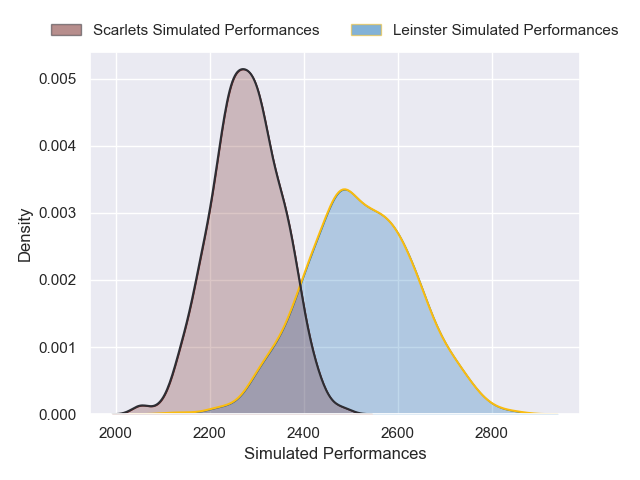 Scarlets Simulated Performances Leinster Simulated Performances
0.005
0.004
0.003
0.002
0.001
0.000
Density
2000 2200 2400 2600 2800
Simulated Performances